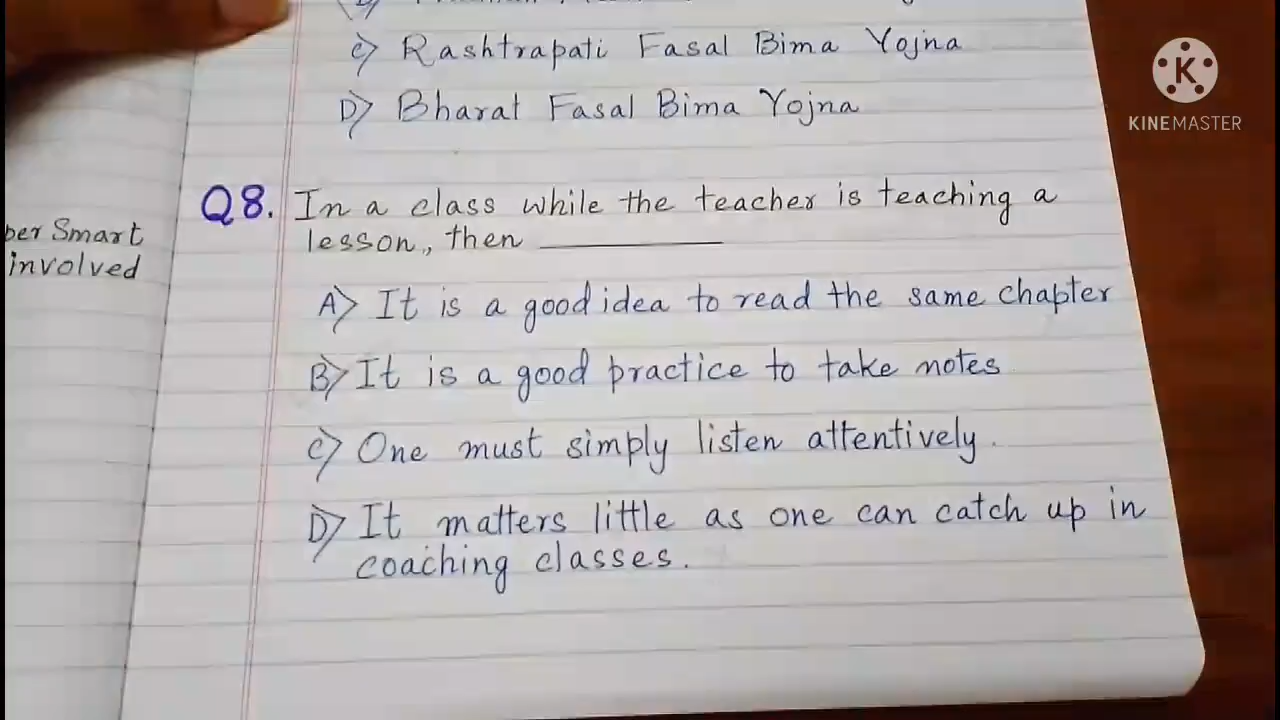 C) Rashtrapati Fasal Bima Yojna
D) Bharat Fasal Bima Yojna
KINEMASTER
Q8. In a class while the teacher is teaching a
lesson, then ________
A) It is a good idea to read the same chapter
B) It is a good practice to take notes
C) One must simply listen attentively.
D) It matters little as one can catch up in
coaching classes.
Smart
involved